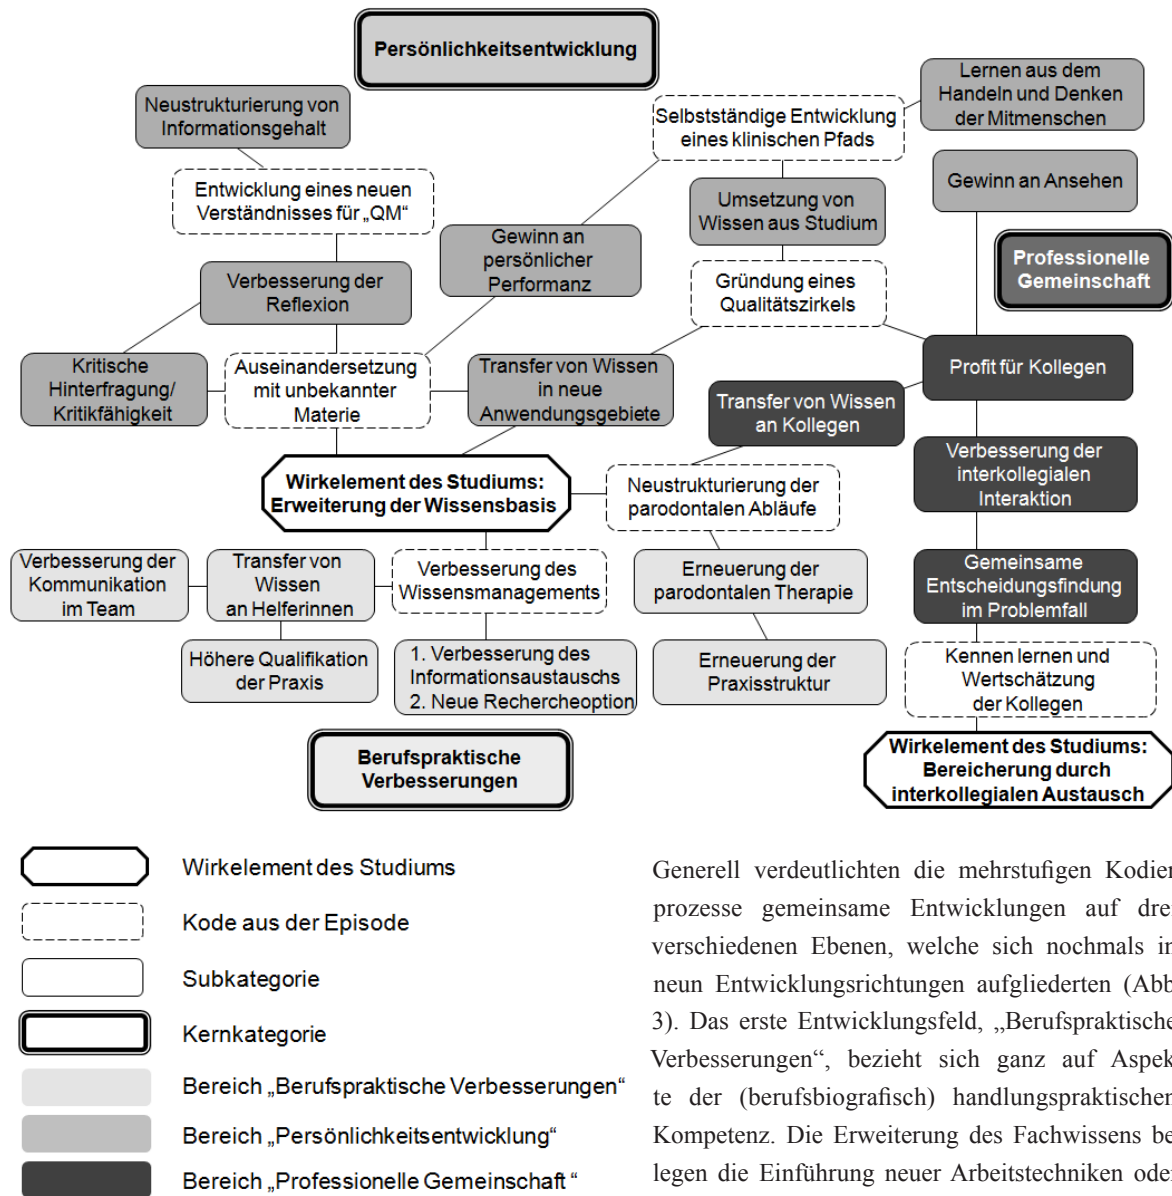 Persönlichkeitsentwicklung
Neustrukturierung von
Informationsgehalt
Selbstständige Entwicklung
eines klinischen Pfads
Lernen aus dem
Handeln und Denken
der Mitmenschen
Entwicklung eines neuen
Verständnisses für „QM“
Umsetzung von
Wissen aus Studium
Gewinn an Ansehen
Gewinn an
persönlicher
Performanz
Professionelle
Gemeinschaft
Verbesserung der
Reflexion
Gründung eines
Qualitätszirkels
Kritische
Hinterfragung/
Kritikfähigkeit
Auseinandersetzung
mit unbekannter
Materie
Transfer von Wissen
in neue
Anwendungsgebiete
Profit für Kollegen
Transfer von Wissen
an Kollegen
Verbesserung der
interkollegialen
Interaktion
Wirkelement des Studiums:
Erweiterung der Wissensbasis
Neustrukturierung der
parodontalen Abläufe
Verbesserung der
Kommunikation
im Team
Transfer von
Wissen
an Helferinnen
Verbesserung des
Wissensmanagements
Erneuerung der
parodontalen Therapie
Gemeinsame
Entscheidungsfindung
im Problemfall
Höhere Qualifikation
der Praxis
1. Verbesserung des
Informationsaustauschs
2. Neue Rechercheoption
Erneuerung der
Praxisstruktur
Kennen lernen und
Wertschätzung
der Kollegen
Berufspraktische
Verbesserungen
Wirkelement des Studiums:
Bereicherung durch
interkollegialen Austausch
Wirkelement des Studiums
Kode aus der Episode
Subkategorie
Kernkategorie
Bereich „Berufspraktische Verbesserungen“
Bereich „Persönlichkeitsentwicklung“
Bereich „Professionelle Gemeinschaft “
Generell verdeutlichten die mehrstufigen Kodier
prozesse gemeinsame Entwicklungen auf drei
verschiedenen Ebenen, welche sich nochmals in
neun Entwicklungsrichtungen aufgliederten (Abb
3). Das erste Entwicklungsfeld, „Berufspraktische
Verbesserungen“, bezieht sich ganz auf Aspek
te der (berufsbiografisch) handlungspraktischen
Kompetenz. Die Erweiterung des Fachwissens be
legen die Einführung neuer Arbeitstechniken oder